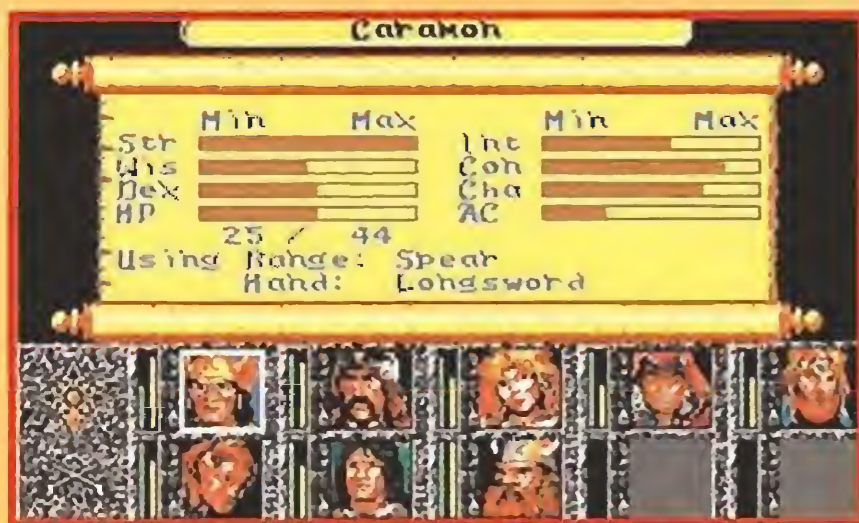 Caramon
Min Max Min Max
Str Int
Wis Con
Dex Cha
HP AC
25 / 44
Using Range: Spear
Hand: Longsword